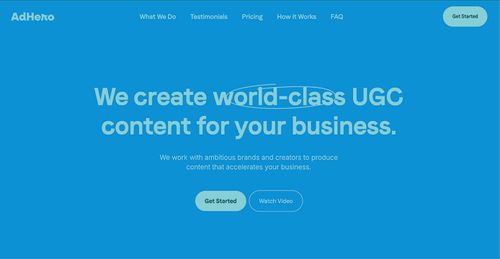 AdHero
What We Do
Testimonials
Pricing
How it Works
FAQ
Get Started
We create world-class UGC
content for your business.
We work with ambitious brands and creators to produce
content that accelerates your business.
Get Started
Watch Video